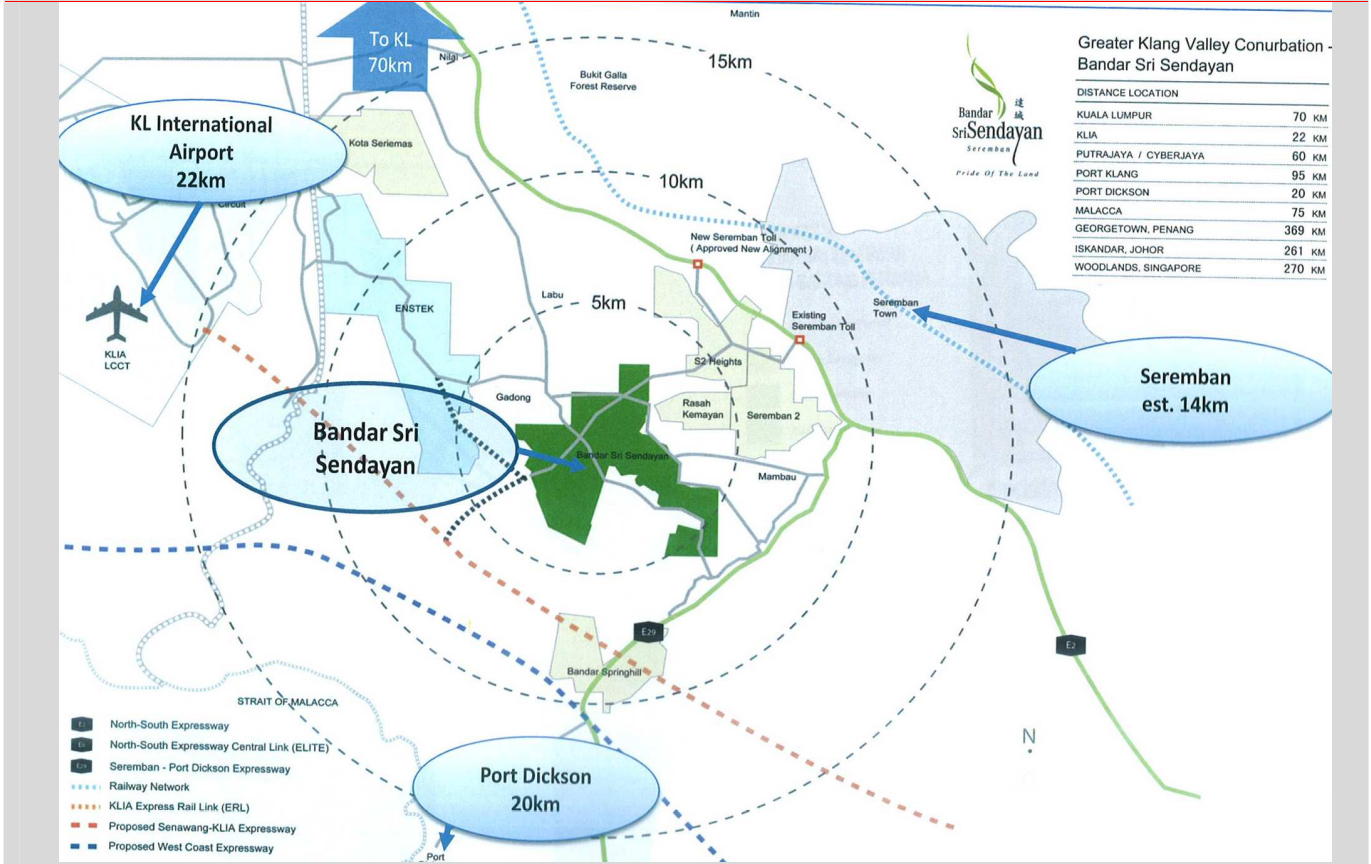 Mantin
To KL
70km
Nilai
15km
Bukit Galla
Forest Reserve
Greater Klang Valley Conurbation -
Bandar Sri Sendayan
DISTANCE LOCATION
KUALA LUMPUR 70 KM
KLIA 22 KM
PUTRAJAYA / CYBERJAYA 60 KM
PORT KLANG 95 KM
PORT DICKSON 20 KM
MALACCA 75 KM
GEORGETOWN, PENANG 369 KM
ISKANDAR, JOHOR 261 KM
WOODLANDS, SINGAPORE 270 KM
Bandar 達城
SriSendayan
Seremban
Pride Of The Land
KL International
Airport
22km
Kota Seriemas
Circuit
10km
New Seremban Toll
( Approved New Alignment )
Labu
5km
ENSTEK
Existing
Seremban Toll
Seremban
Town
KLIA
LCCT
S2 Heights
Seremban
est. 14km
Gadong
Rasah
Kemayan
Seremban 2
Bandar Sri
Sendayan
Bandar Sri Sendayan
Mambau
E29
E2
Bandar Springhill
STRAIT OF MALACCA
North-South Expressway
North-South Expressway Central Link (ELITE)
Seremban - Port Dickson Expressway
Railway Network
KLIA Express Rail Link (ERL)
Proposed Senawang-KLIA Expressway
Proposed West Coast Expressway
Port Dickson
20km
Port
N